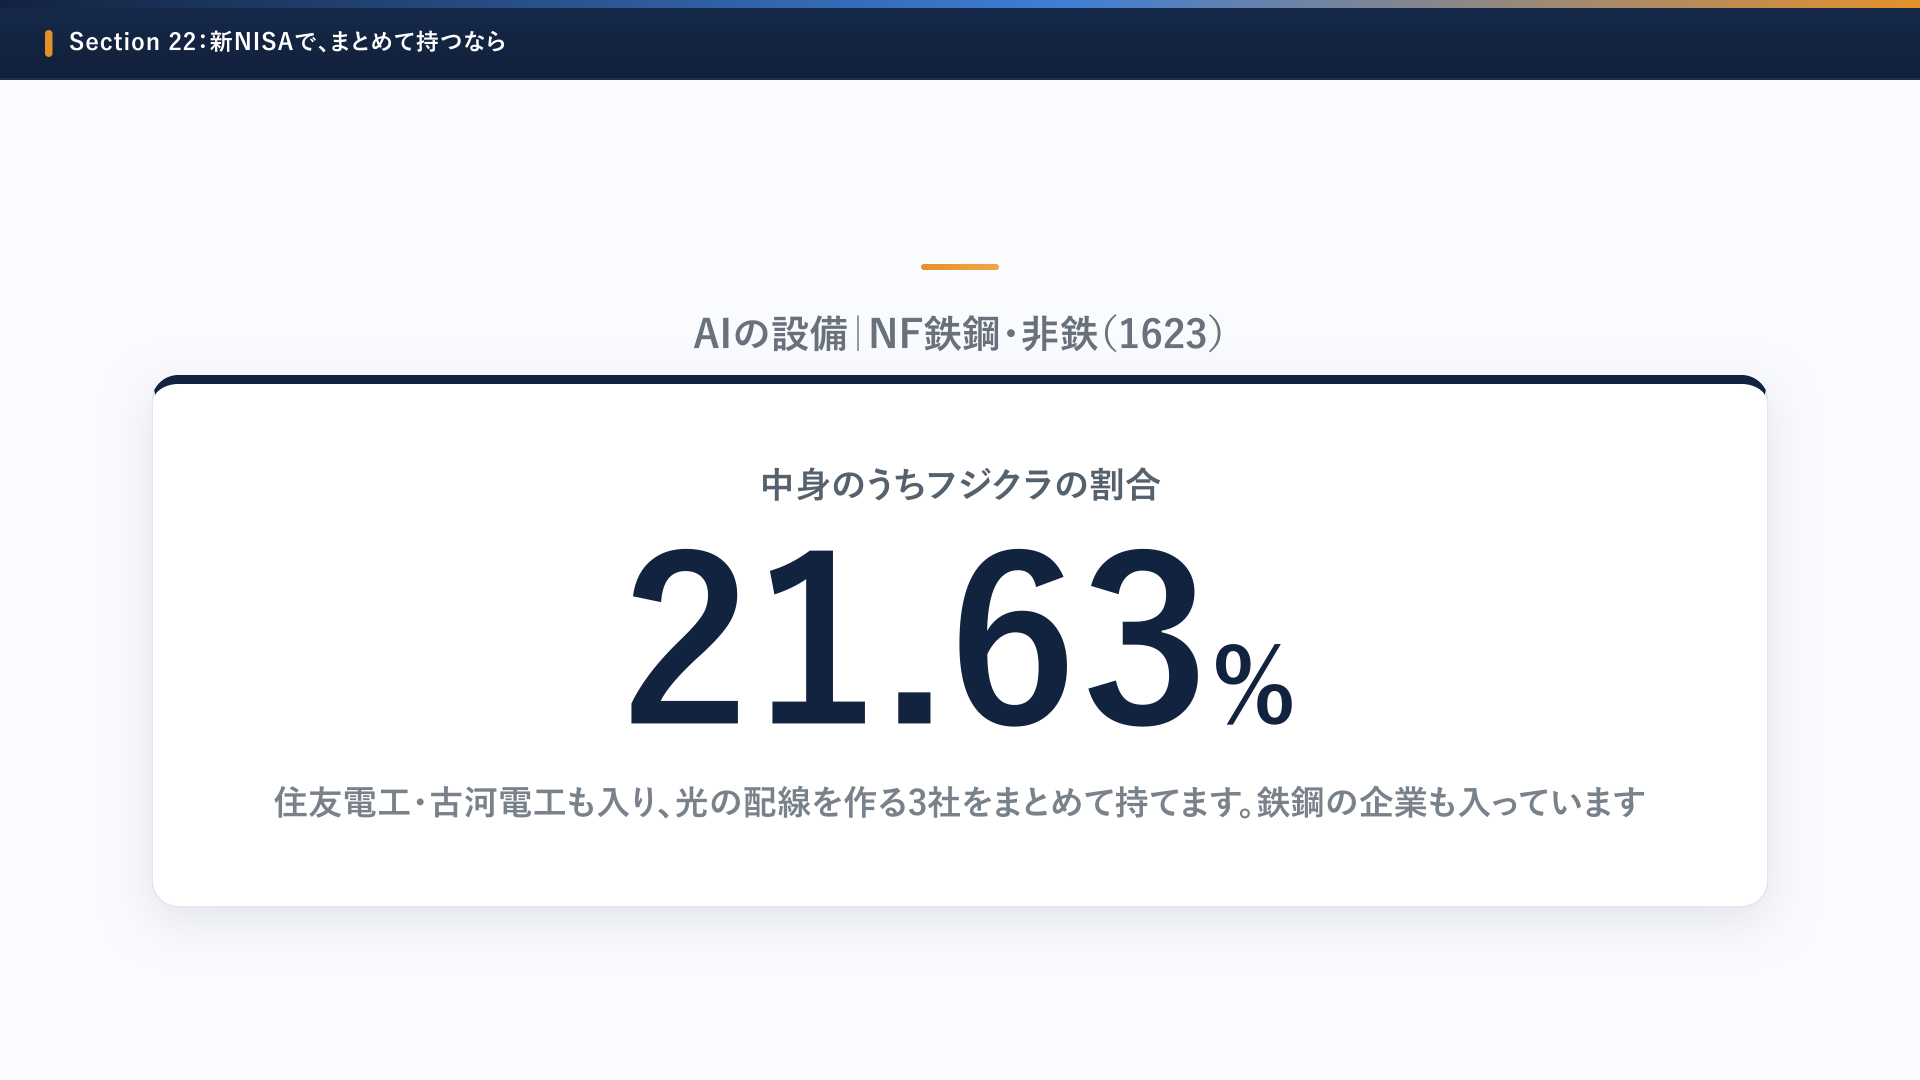 Section 22：新NISAで、まとめて持つなら
AIの設備｜NF鉄鋼・非鉄（1623）
中身のうちフジクラの割合
21.63%
住友電工・古河電工も入り、光の配線を作る3社をまとめて持てます。鉄鋼の企業も入っています